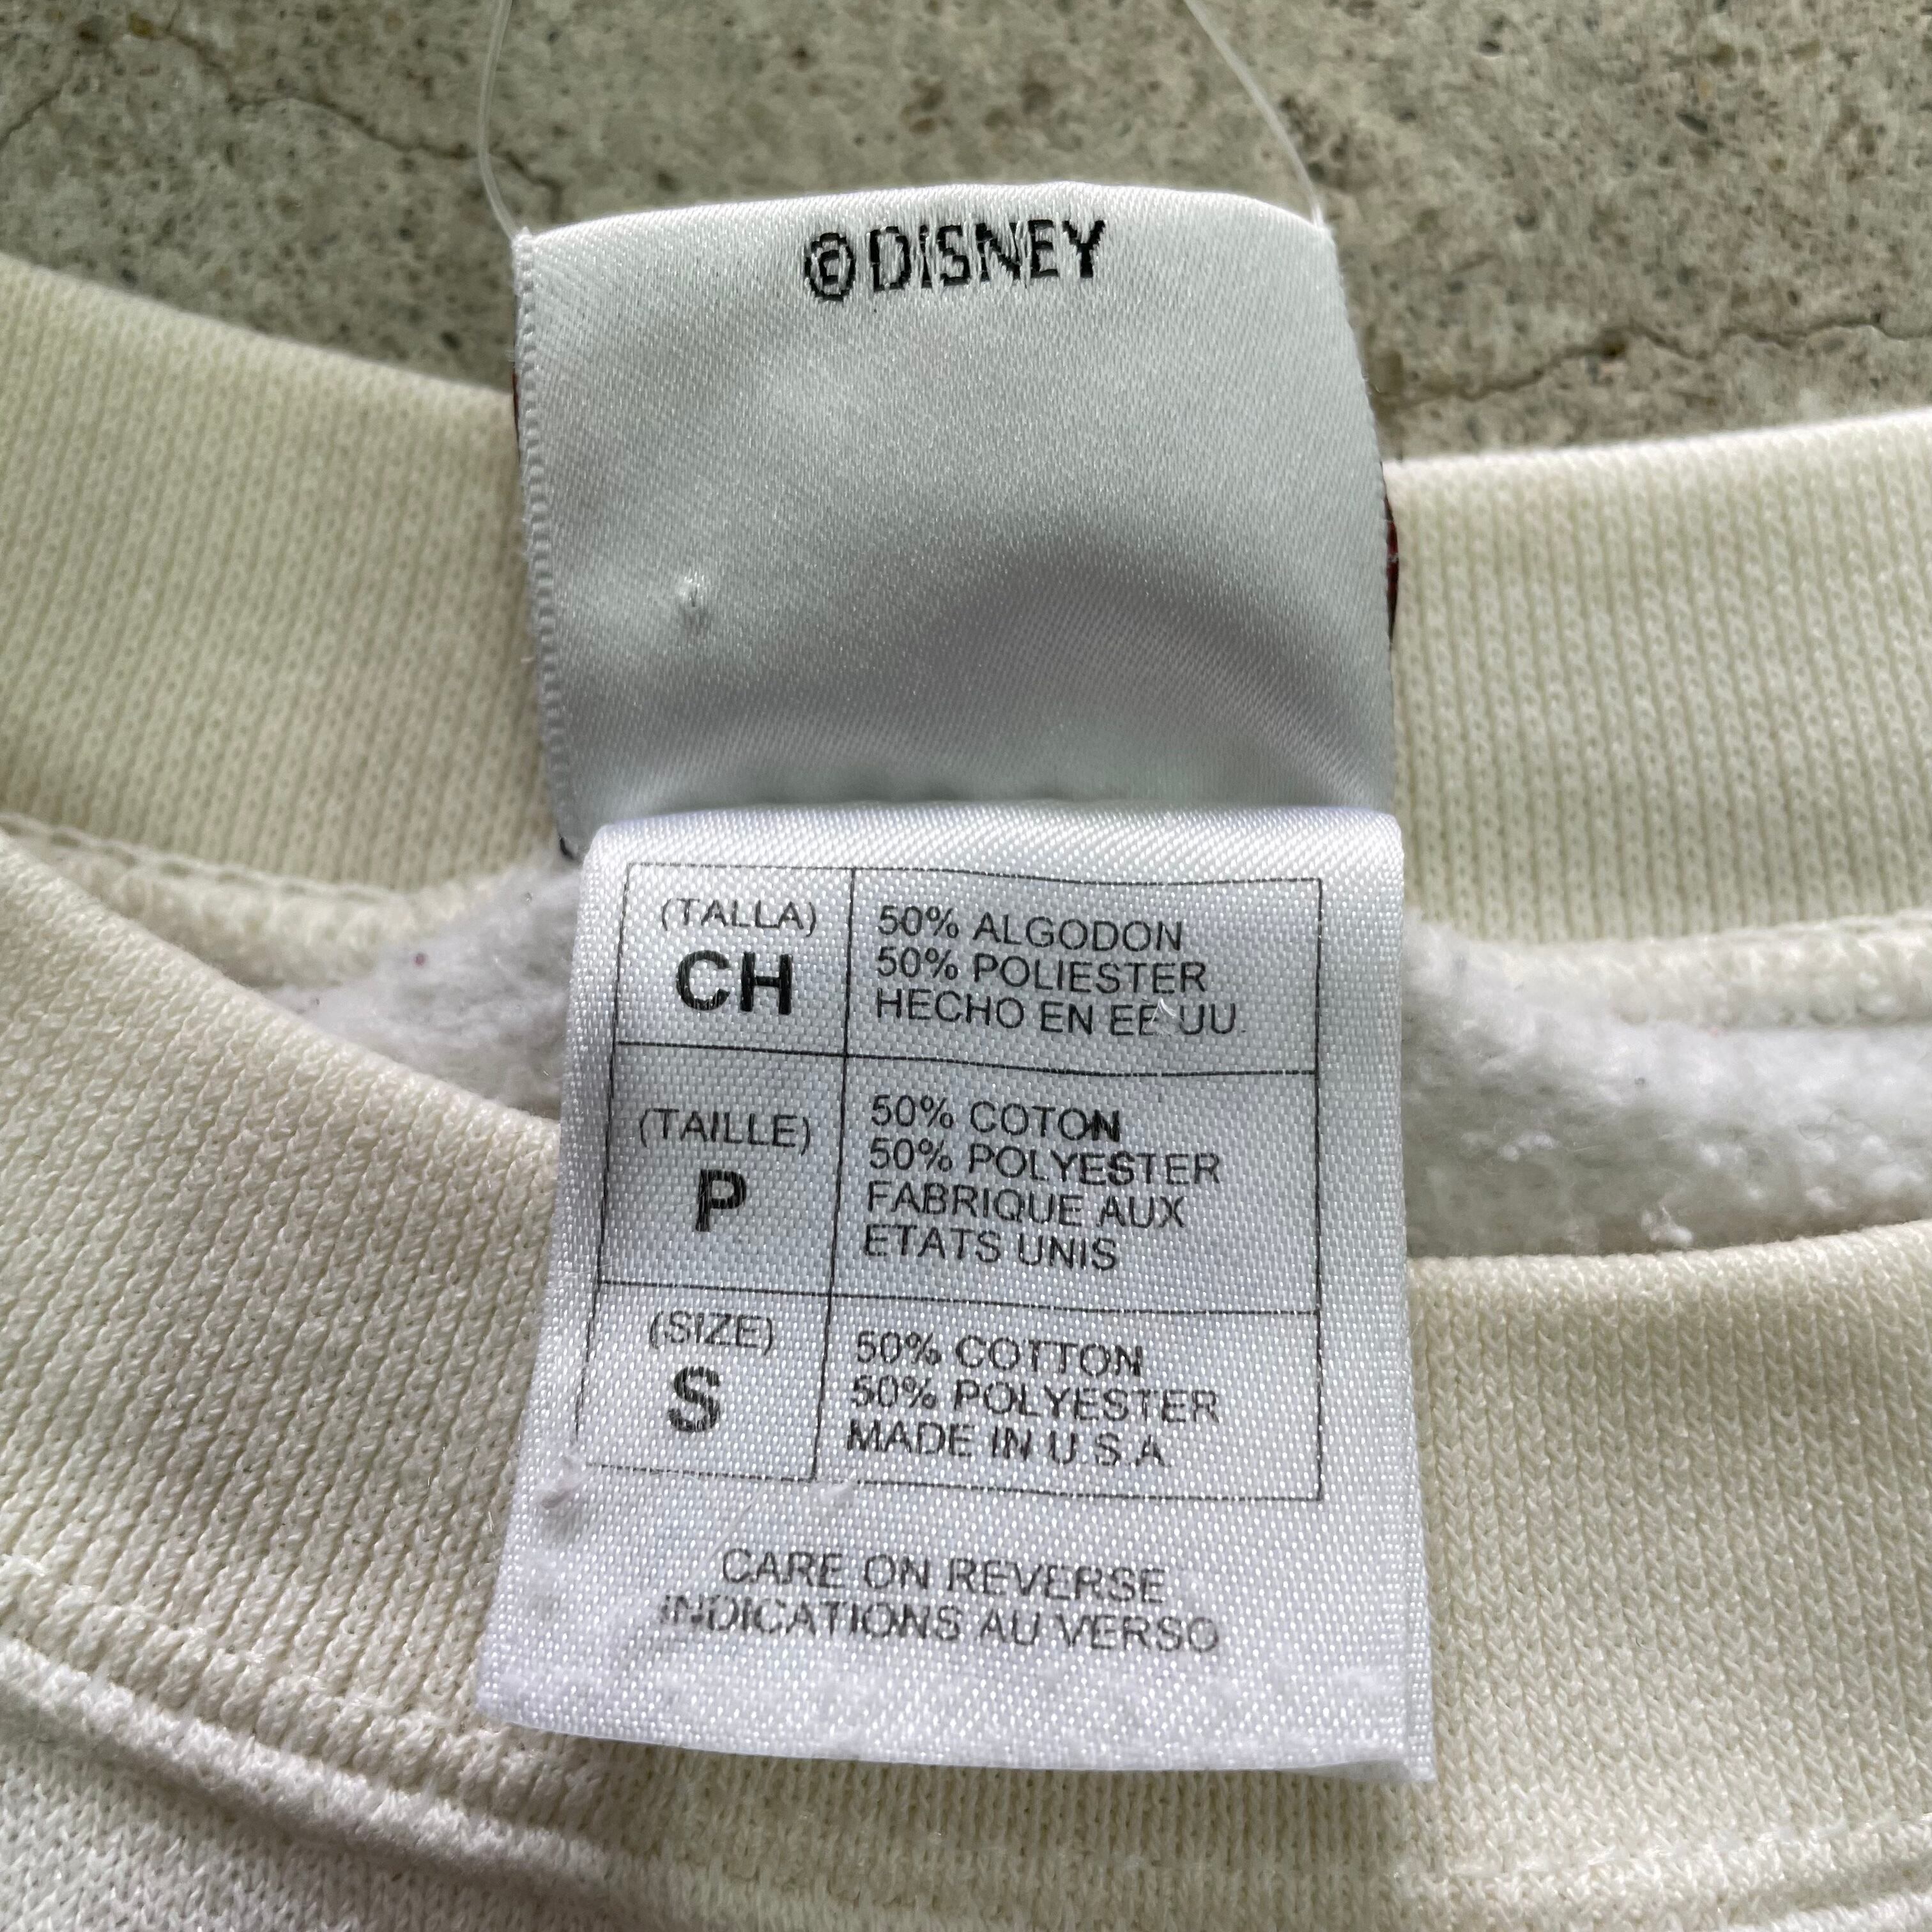 ©DISNEY
(TALLA)
CH
50% ALGODON
50% POLIESTER
HECHO EN EE UU.
(TAILLE)
P
50% COTON
50% POLYESTER
FABRIQUE AUX
ETATS UNIS
(SIZE)
S
50% COTTON
50% POLYESTER
MADE IN U.S.A
CARE ON REVERSE
INDICATIONS AU VERSO